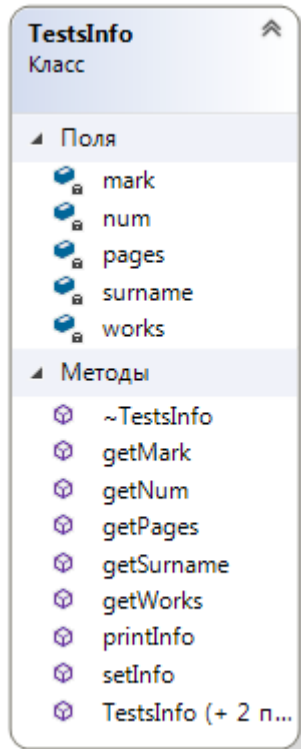 TestsInfo
Класс
Поля
mark
num
pages
surname
works
Методы
~TestsInfo
getMark
getNum
getPages
getSurname
getWorks
printInfo
setInfo
TestsInfo (+ 2 п...